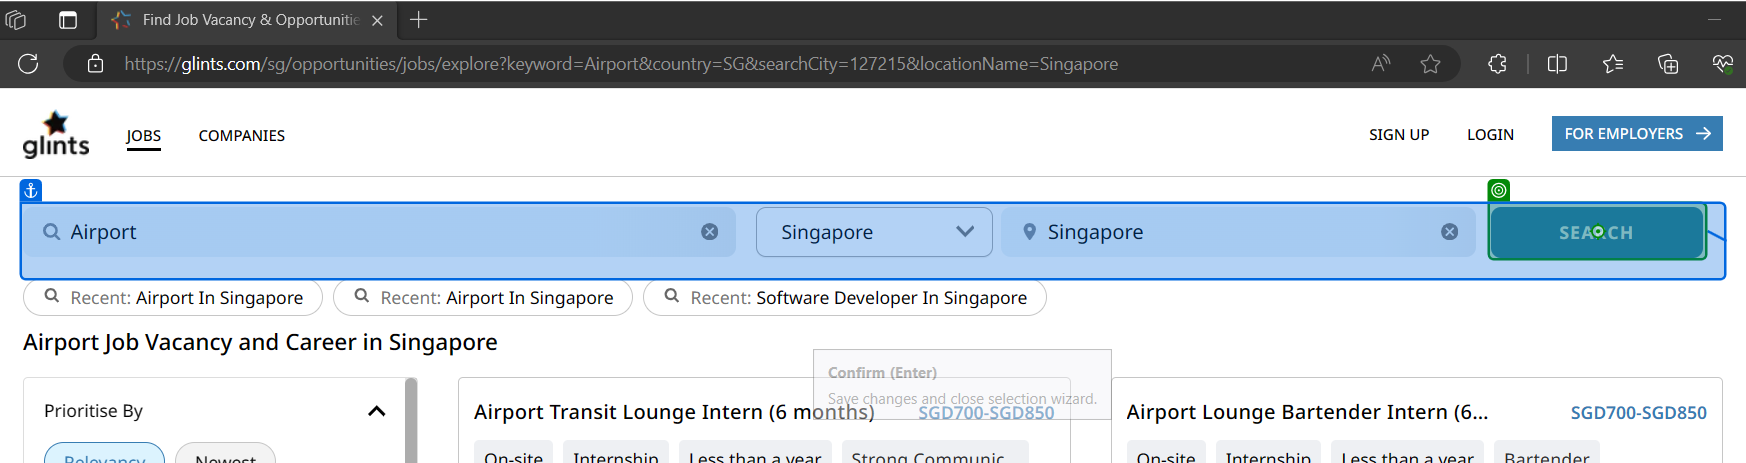 Find Job Vacancy & Opportunitie
https://glints.com/sg/opportunities/jobs/explore?keyword=Airport&country=SG&searchCity=127215&locationName=Singapore
glints JOBS COMPANIES SIGN UP LOGIN FOR EMPLOYERS
Airport Singapore Singapore SEARCH
Recent: Airport In Singapore Recent: Airport In Singapore Recent: Software Developer In Singapore
Airport Job Vacancy and Career in Singapore
Confirm (Enter)
Save changes and close selection wizard.
Prioritise By
Airport Transit Lounge Intern (6 months) SGD700-SGD850 Airport Lounge Bartender Intern (6... SGD700-SGD850
Relevancy Newest On-site Internship Less than a year Strong Communic... On-site Internship Less than a year Bartender